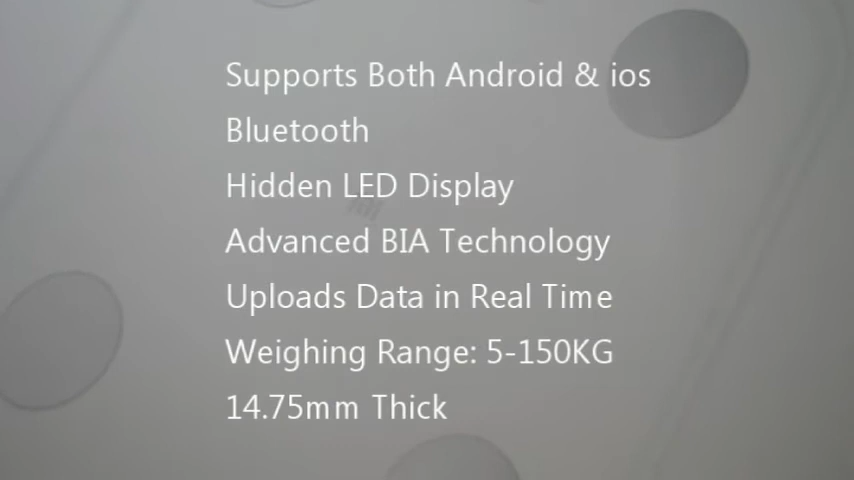 Supports Both Android & ios
Bluetooth
Hidden LED Display
Advanced BIA Technology
Uploads Data in Real Time
Weighing Range: 5-150KG
14.75mm Thick